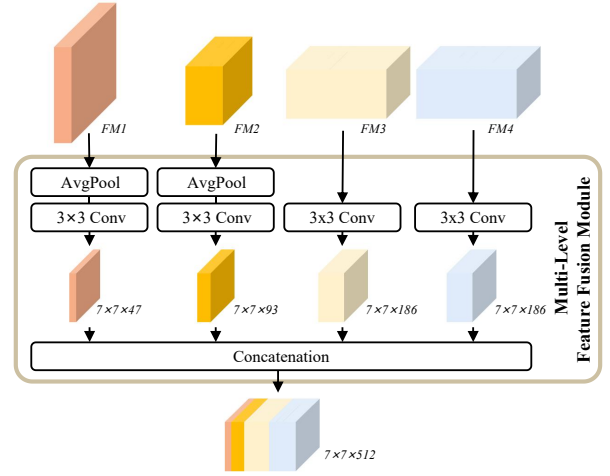 FM1
FM2
FM3
FM4
AvgPool
AvgPool
3×3 Conv
3×3 Conv
3x3 Conv
3x3 Conv
7×7×47
7×7×93
7×7×186
7×7×186
Multi-Level
Feature Fusion Module
Concatenation
7×7×512